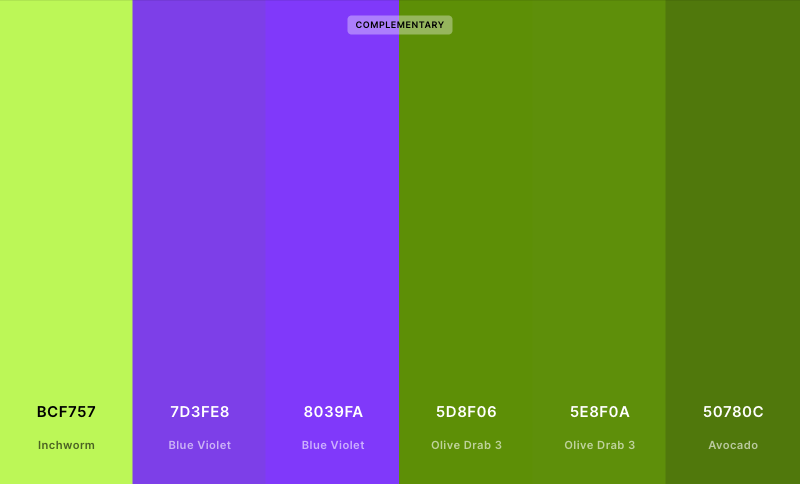 COMPLEMENTARY
BCF757
Inchworm
7D3FE8
Blue Violet
8039FA
Blue Violet
5D8F06
Olive Drab 3
5E8F0A
Olive Drab 3
50780C
Avocado